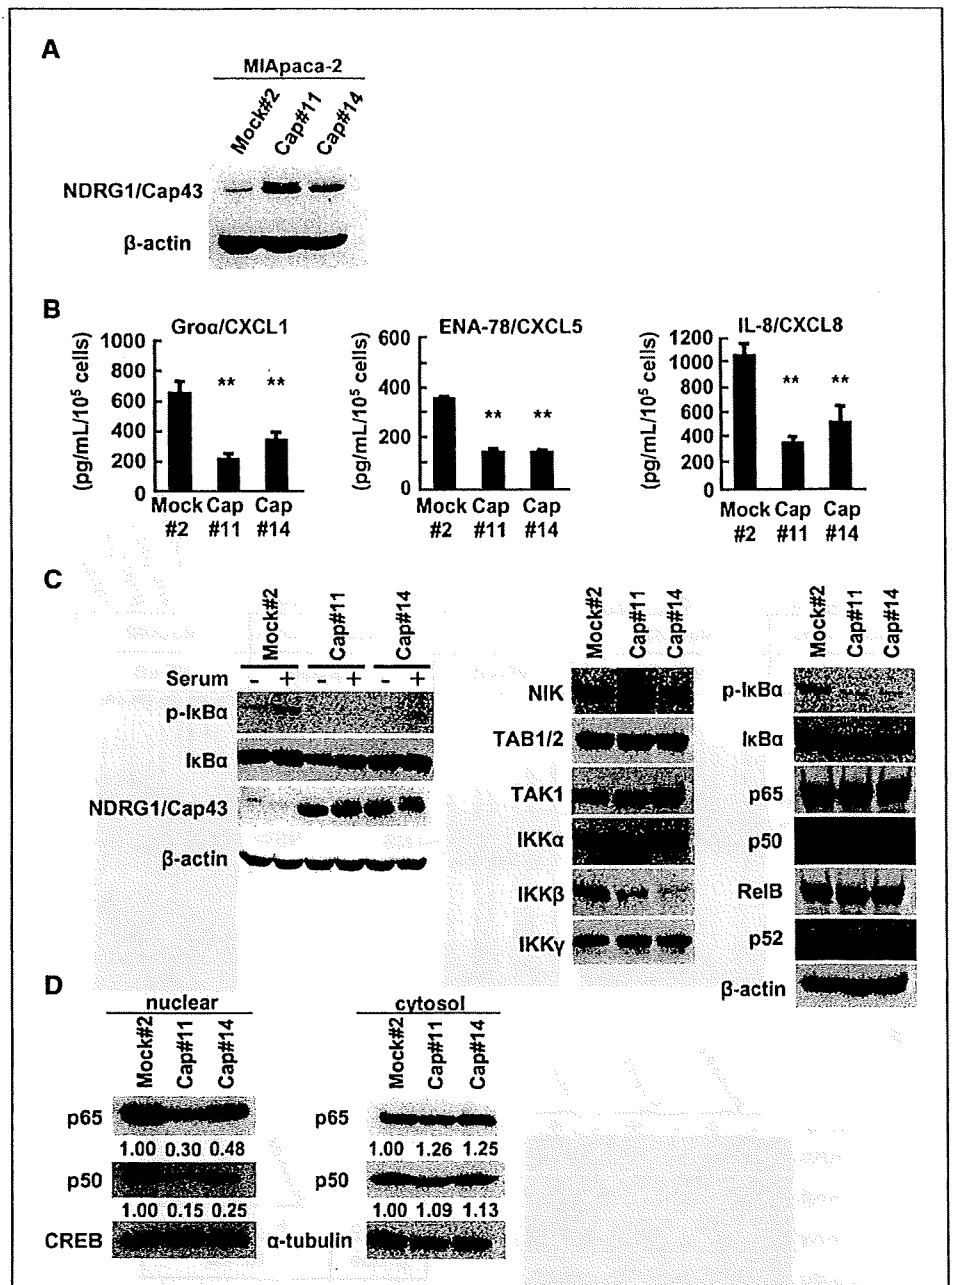 A
MIApaca-2
Mock#2 Cap#11 Cap#14
NDRG1/Cap43
β-actin
B
Groα/CXCL1
(pg/mL/10⁵ cells)
1000
800
600
400
200
0
** **
Mock Cap Cap
#2 #11 #14
ENA-78/CXCL5
(pg/mL/10⁵ cells)
600
400
200
0
** **
Mock Cap Cap
#2 #11 #14
IL-8/CXCL8
(pg/mL/10⁵ cells)
1200
1000
800
600
400
200
0
** **
Mock Cap Cap
#2 #11 #14
C
Mock#2 Cap#11 Cap#14
Serum - + - + - +
p-IκBα
IκBα
NDRG1/Cap43
β-actin
Mock#2 Cap#11 Cap#14
NIK
TAB1/2
TAK1
IKKα
IKKβ
IKKγ
Mock#2 Cap#11 Cap#14
p-IκBα
IκBα
p65
p50
RelB
p52
β-actin
D
nuclear
Mock#2 Cap#11 Cap#14
p65
1.00 0.30 0.48
p50
1.00 0.15 0.25
CREB
cytosol
Mock#2 Cap#11 Cap#14
p65
1.00 1.26 1.25
p50
1.00 1.09 1.13
α-tubulin